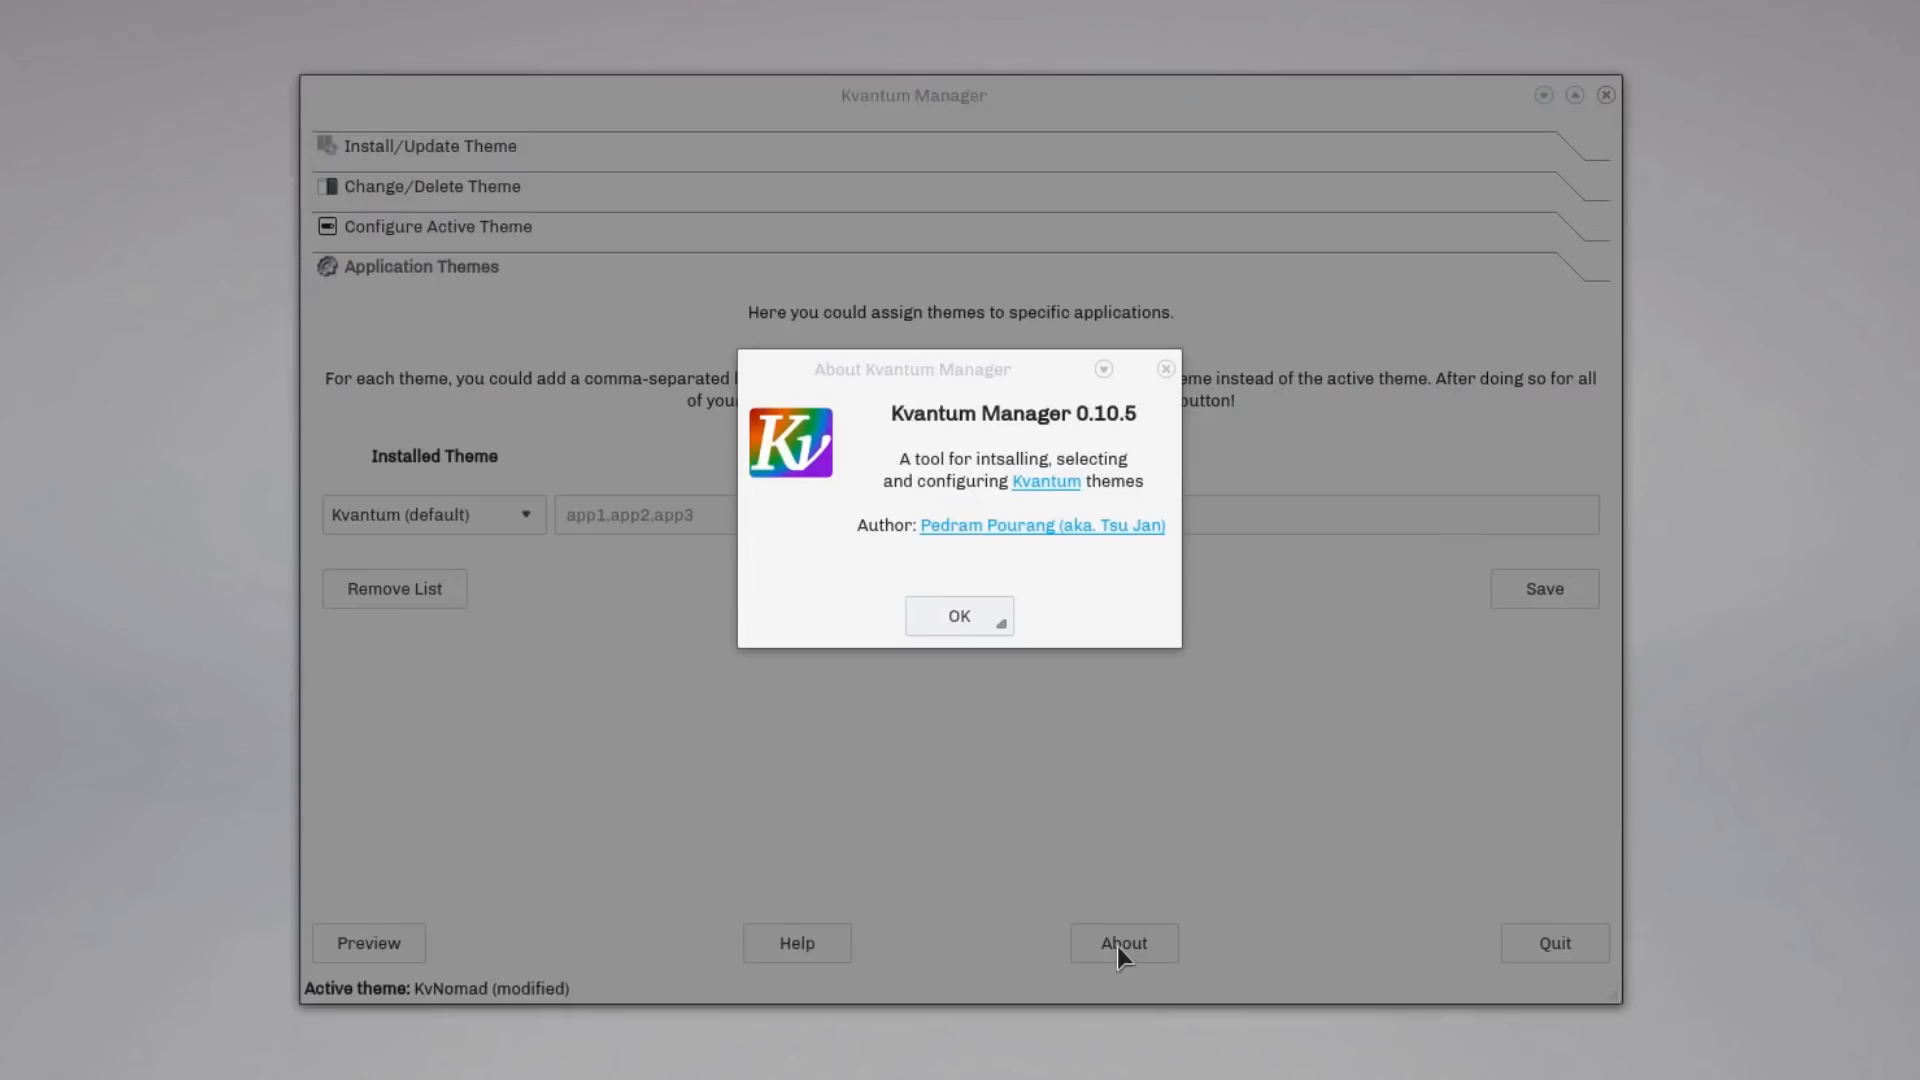 Kvantum Manager
Install/Update Theme
Change/Delete Theme
Configure Active Theme
Application Themes
Here you could assign themes to specific applications.
For each theme, you could add a comma-separated
eme instead of the active theme. After doing so for all
of your
button!
About Kvantum Manager
Kv
Kvantum Manager 0.10.5
A tool for intsalling, selecting
and configuring Kvantum themes
Author: Pedram Pourang (aka. Tsu Jan)
OK
Installed Theme
Kvantum (default)
app1,app2,app3
Remove List
Save
Preview
Help
About
Quit
Active theme: KvNomad (modified)